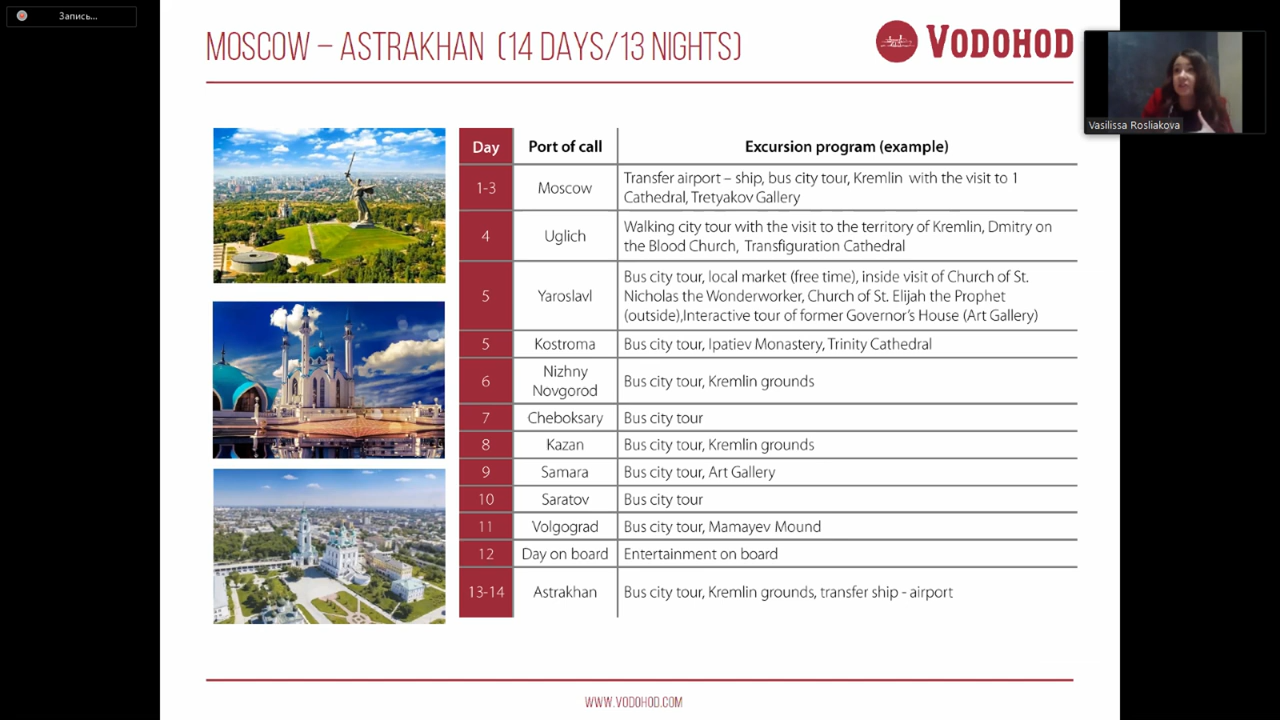 Запись...
MOSCOW – ASTRAKHAN (14 DAYS/13 NIGHTS)
VODOHOD
Vasilissa Rosliakova
Day Port of call Excursion program (example)
1-3 Moscow Transfer airport – ship, bus city tour, Kremlin with the visit to 1
Cathedral, Tretyakov Gallery
4 Uglich Walking city tour with the visit to the territory of Kremlin, Dmitry on
the Blood Church, Transfiguration Cathedral
5 Yaroslavl Bus city tour, local market (free time), inside visit of Church of St.
Nicholas the Wonderworker, Church of St. Elijah the Prophet
(outside),Interactive tour of former Governor's House (Art Gallery)
5 Kostroma Bus city tour, Ipatiev Monastery, Trinity Cathedral
6 Nizhny
Novgorod Bus city tour, Kremlin grounds
7 Cheboksary Bus city tour
8 Kazan Bus city tour, Kremlin grounds
9 Samara Bus city tour, Art Gallery
10 Saratov Bus city tour
11 Volgograd Bus city tour, Mamayev Mound
12 Day on board Entertainment on board
13-14 Astrakhan Bus city tour, Kremlin grounds, transfer ship - airport
WWW.VODOHOD.COM